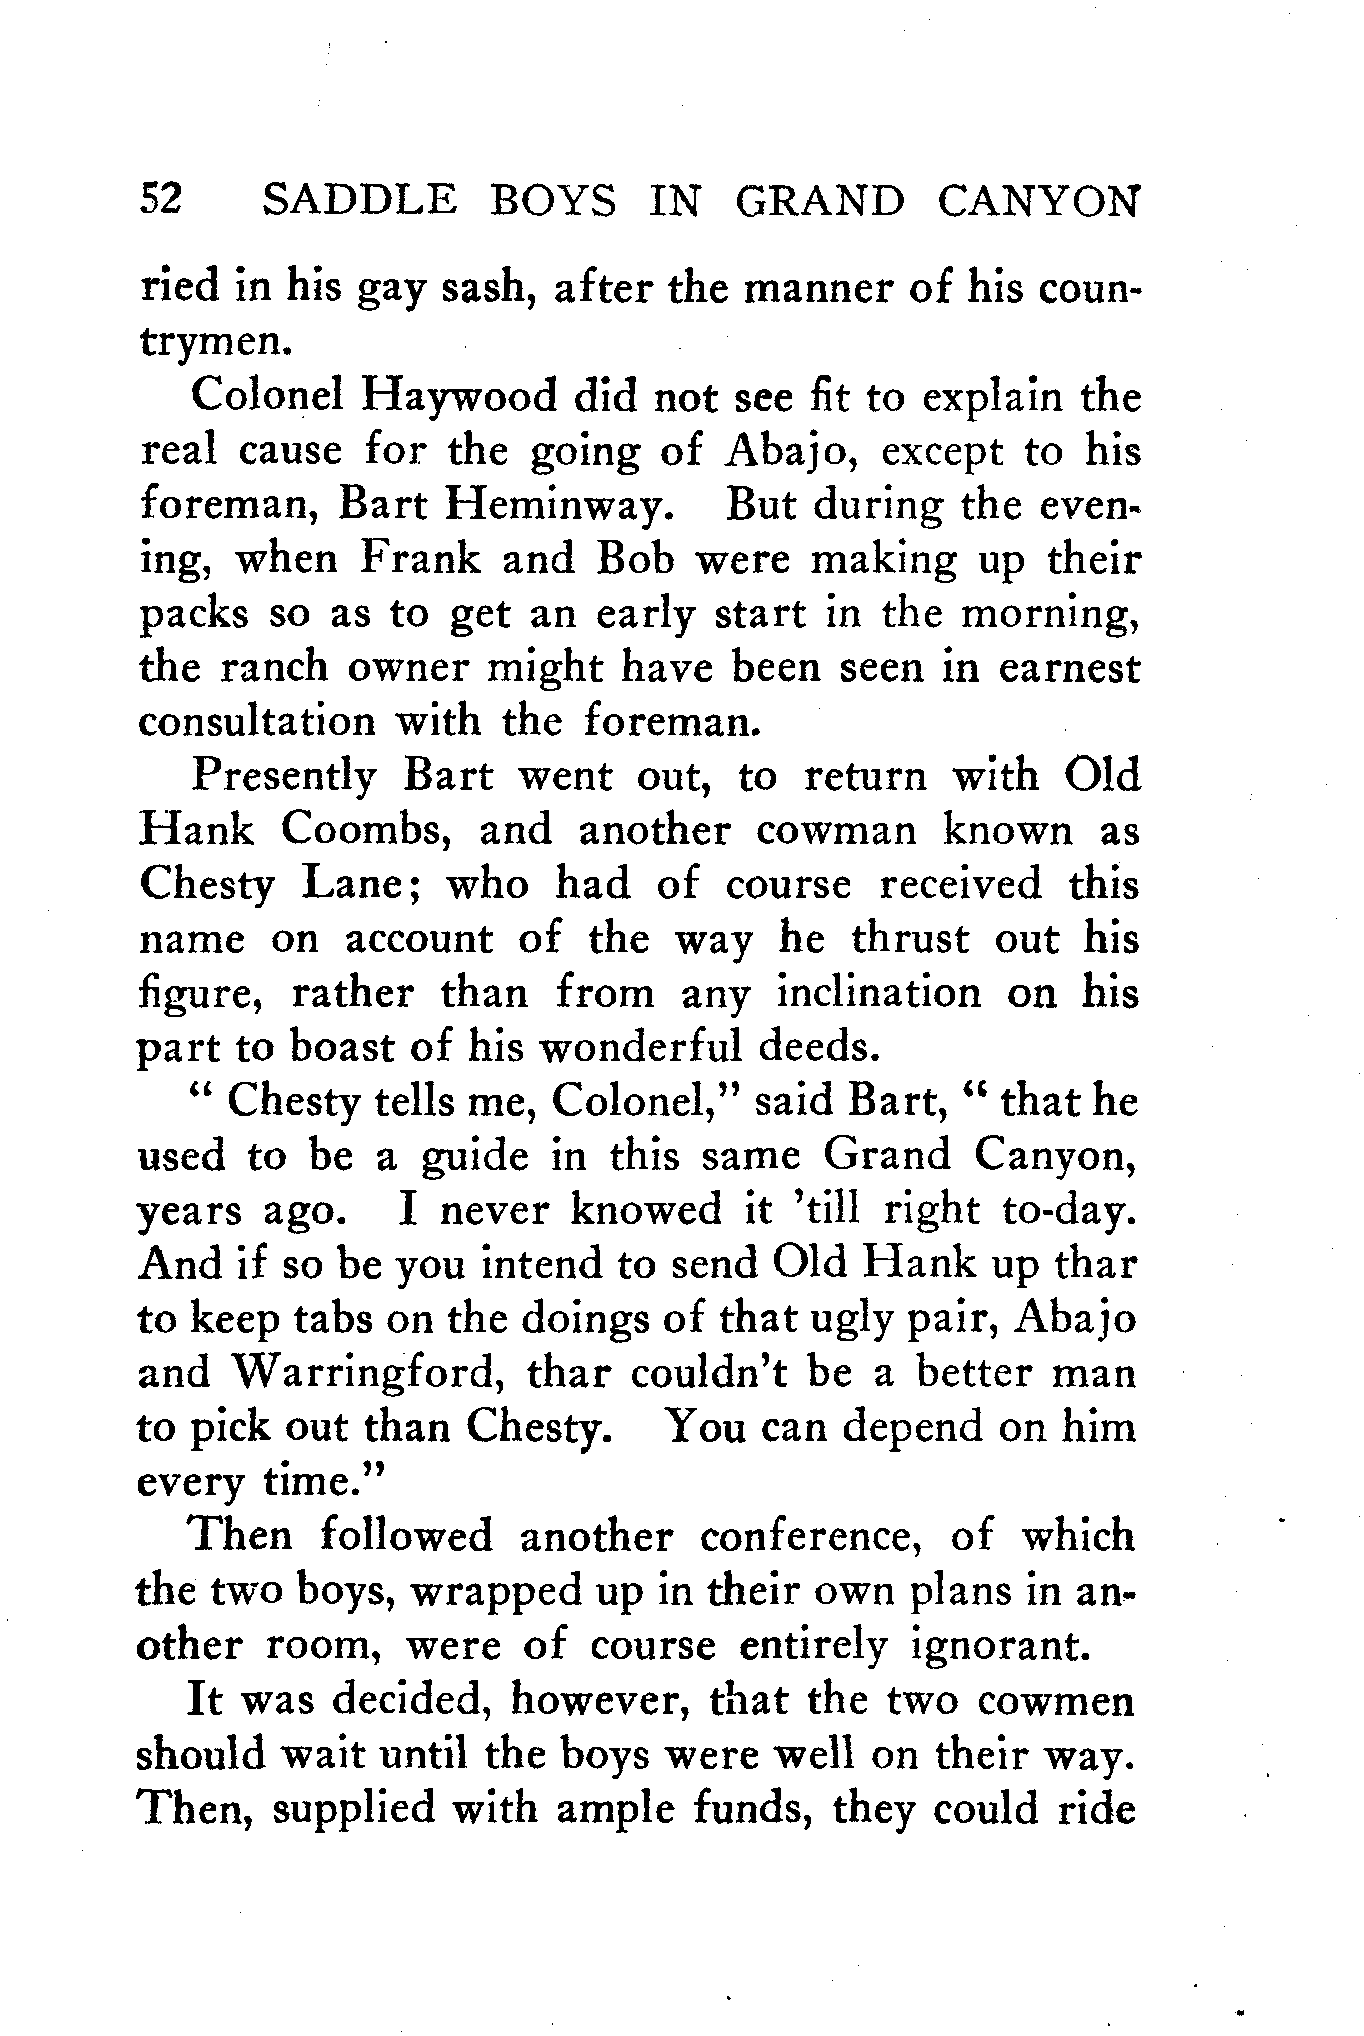 52 SADDLE BOYS IN GRAND CANYON
ried in his gay sash, after the manner of his coun-
trymen.
Colonel Haywood did not see fit to explain the
real cause for the going of Abajo, except to his
foreman, Bart Heminway. But during the even-
ing, when Frank and Bob were making up their
packs so as to get an early start in the morning,
the ranch owner might have been seen in earnest
consultation with the foreman.
Presently Bart went out, to return with Old
Hank Coombs, and another cowman known as
Chesty Lane; who had of course received this
name on account of the way he thrust out his
figure, rather than from any inclination on his
part to boast of his wonderful deeds.
“ Chesty tells me, Colonel,” said Bart, “ that he
used to be a guide in this same Grand Canyon,
years ago. I never knowed it ’till right to-day.
And if so be you intend to send Old Hank up thar
to keep tabs on the doings of that ugly pair, Abajo
and Warringford, thar couldn’t be a better man
to pick out than Chesty. You can depend on him
every time.”
Then followed another conference, of which
the two boys, wrapped up in their own plans in an-
other room, were of course entirely ignorant.
It was decided, however, that the two cowmen
should wait until the boys were well on their way.
Then, supplied with ample funds, they could ride